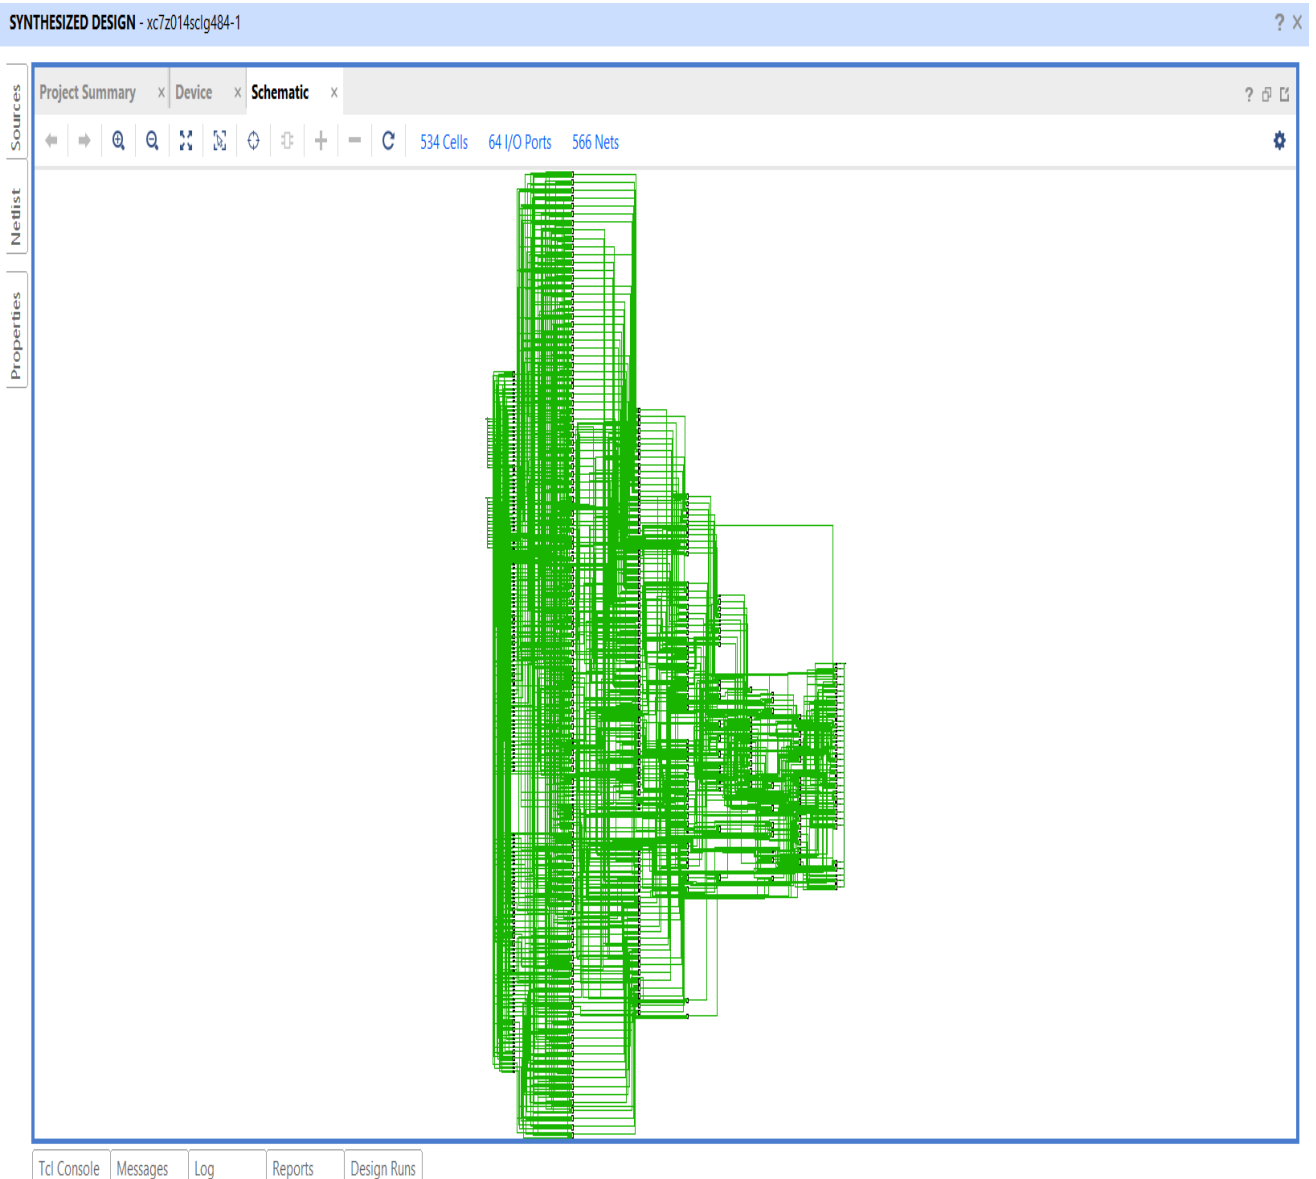 SYNTHESIZED DESIGN - xc7z014sclg484-1
? ×
Sources
Netlist
Properties
Project Summary × Device × Schematic ×
?
534 Cells 64 I/O Ports 566 Nets
Tcl Console Messages Log Reports Design Runs